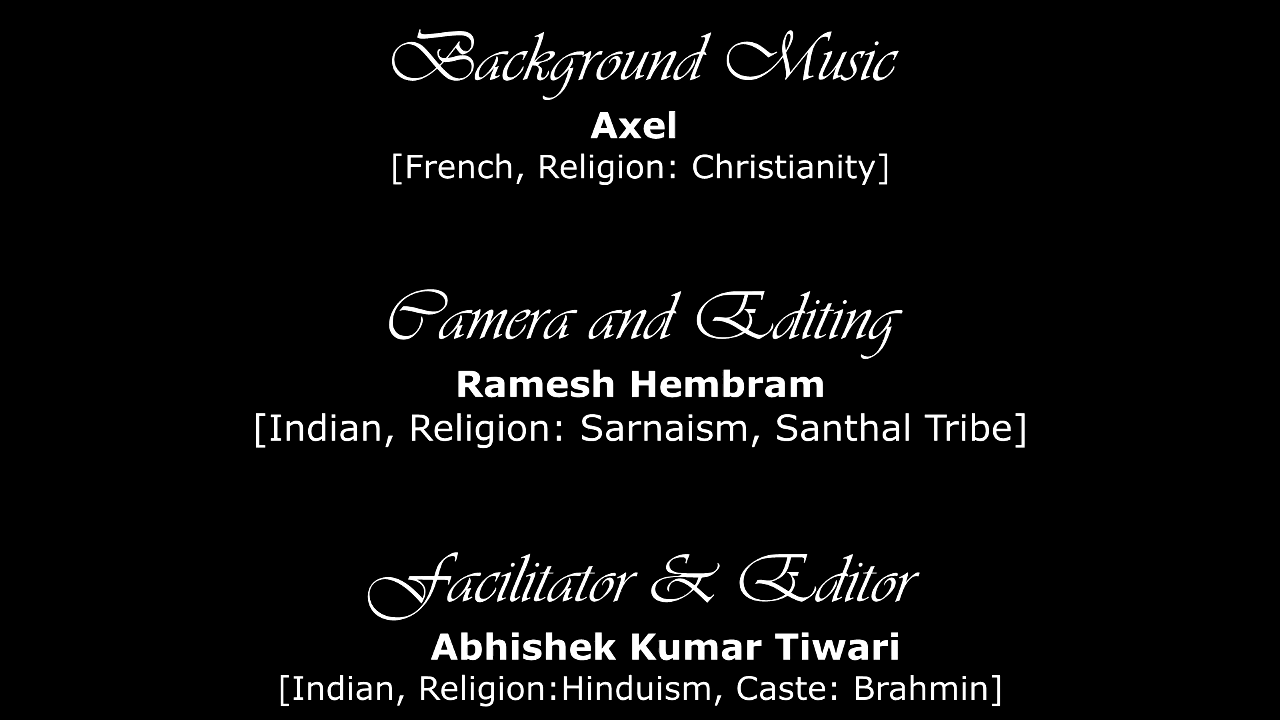 Background Music
Axel
[French, Religion: Christianity]
Camera and Editing
Ramesh Hembram
[Indian, Religion: Sarnaism, Santhal Tribe]
Facilitator & Editor
Abhishek Kumar Tiwari
[Indian, Religion:Hinduism, Caste: Brahmin]